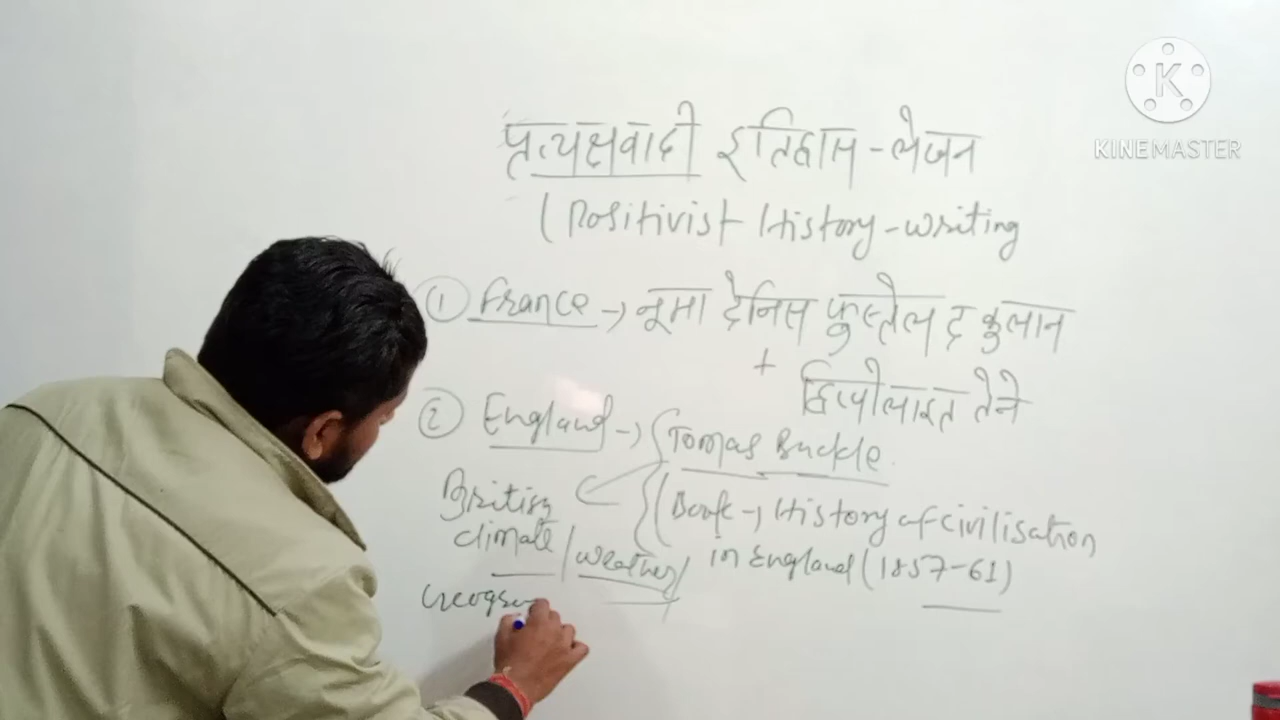 प्रत्यक्षवादी इतिहास-लेखन
(Positivist History-writing
① France → नूमा देनिस फुस्तेल द कुलान
+
हिप्पोलाइत तेने
② England → Tomas Buckle
(Book → History of civilisation
in England (1857-61)
British
climate / weather /
KINEMASTER